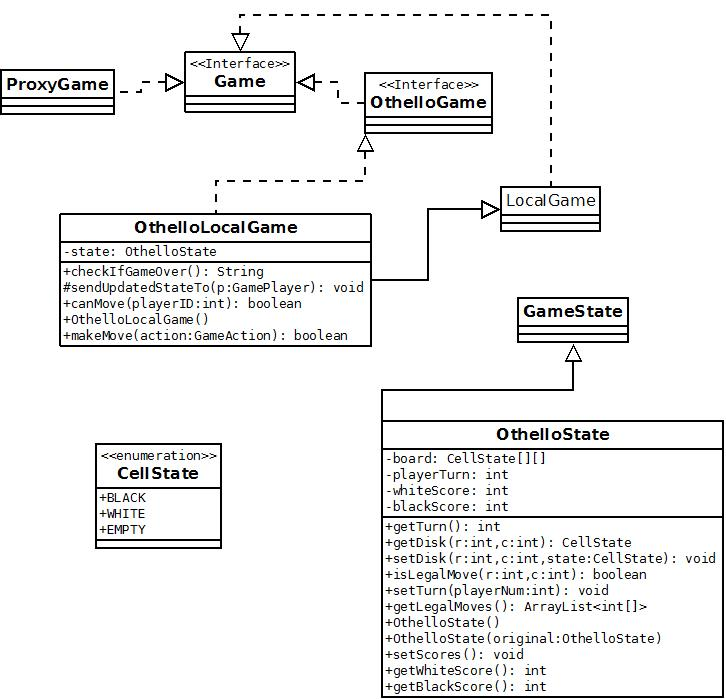 <<Interface>>
Game
ProxyGame
<<Interface>>
OthelloGame
LocalGame
OthelloLocalGame
-state: OthelloState
+checkIfGameOver(): String
#sendUpdatedStateTo(p:GamePlayer): void
+canMove(playerID:int): boolean
+OthelloLocalGame()
+makeMove(action:GameAction): boolean
GameState
<<enumeration>>
CellState
+BLACK
+WHITE
+EMPTY
OthelloState
-board: CellState[][]
-playerTurn: int
-whiteScore: int
-blackScore: int
+getTurn(): int
+getDisk(r:int,c:int): CellState
+setDisk(r:int,c:int,state:CellState): void
+isLegalMove(r:int,c:int): boolean
+setTurn(playerNum:int): void
+getLegalMoves(): ArrayList<int[]>
+OthelloState()
+OthelloState(original:OthelloState)
+setScores(): void
+getWhiteScore(): int
+getBlackScore(): int